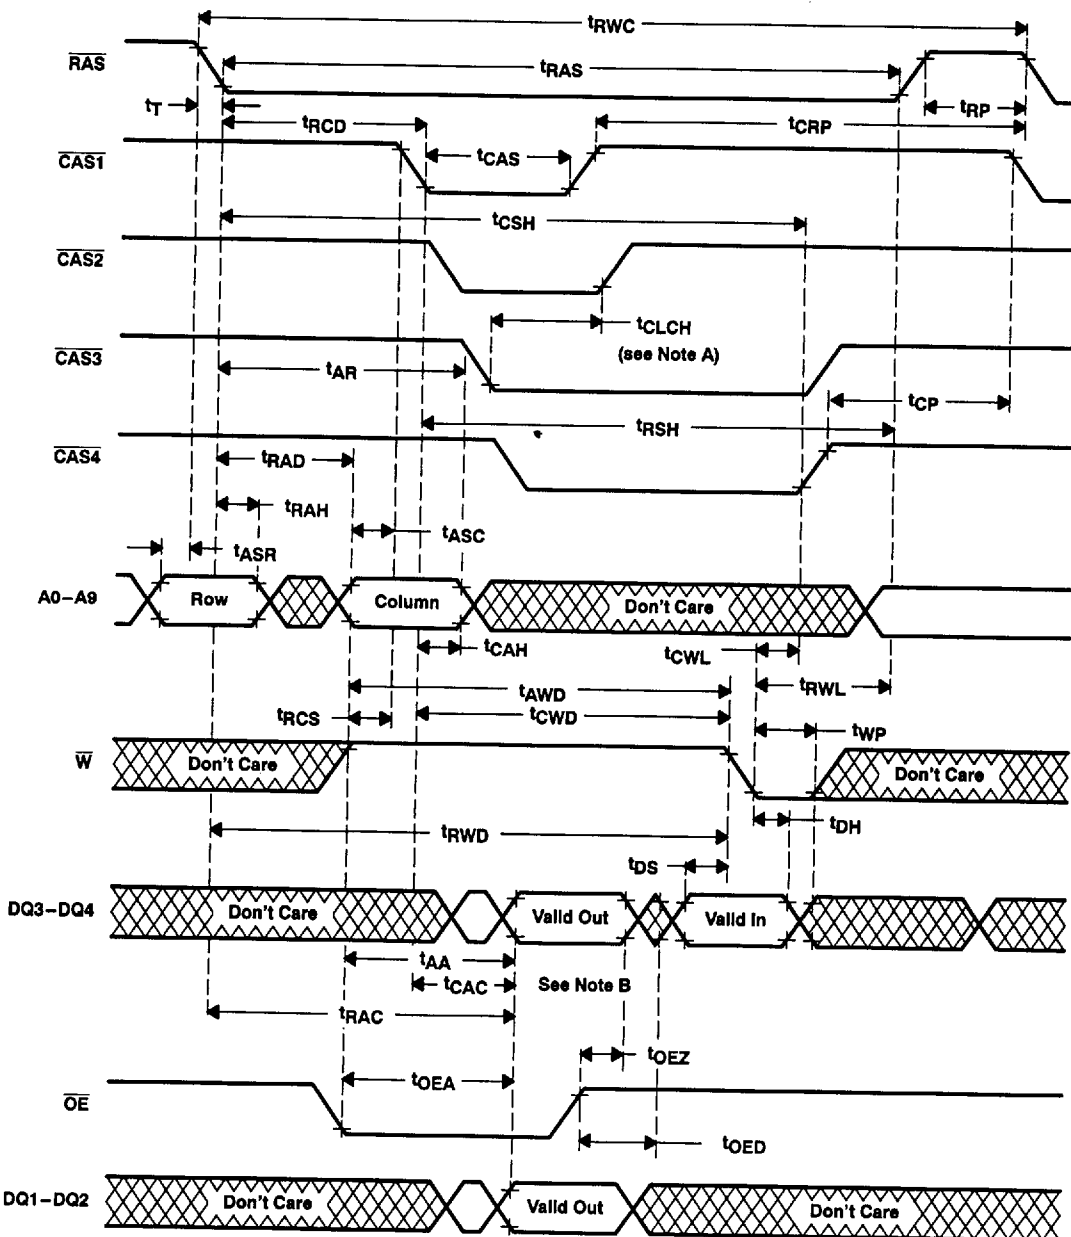 tRWC
RAS
tRAS
tT
tRP
tRCD
tCRP
CAS1
tCAS
tCSH
CAS2
tCLCH
(see Note A)
CAS3
tAR
tCP
tRSH
CAS4
tRAD
tRAH
tASC
tASR
A0–A9 Row Column Don't Care
tCAH
tCWL
tAWD
tRWL
tRCS
tCWD
tWP
W Don't Care Don't Care
tRWD
tDH
tDS
DQ3–DQ4 Don't Care Valid Out Valid In
tAA
tCAC
See Note B
tRAC
tOEZ
tOEA
OE
tOED
DQ1–DQ2 Don't Care Valid Out Don't Care